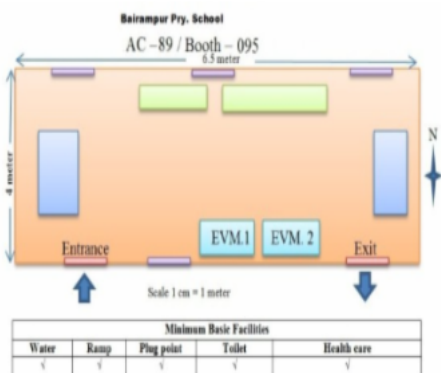 Bairampur Pry. School
AC –89 / Booth – 095
6.5 meter
4 meter
N
EVM.1 EVM. 2
Entrance Exit
Scale 1 cm = 1 meter
Minimum Basic Facilities
Water Ramp Plug point Toilet Health care
√ √ √ √ √